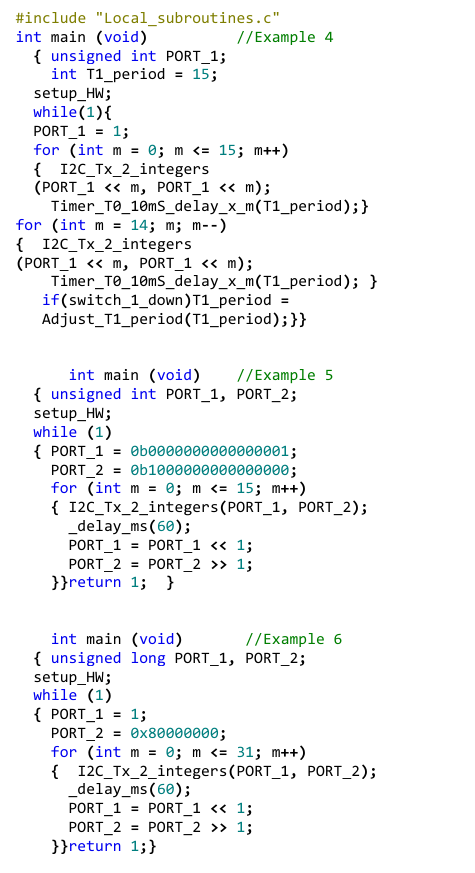 #include "Local_subroutines.c"
int main (void)          //Example 4
  { unsigned int PORT_1;
    int T1_period = 15;
  setup_HW;
  while(1){
  PORT_1 = 1;
  for (int m = 0; m <= 15; m++)
  {  I2C_Tx_2_integers
  (PORT_1 << m, PORT_1 << m);
    Timer_T0_10mS_delay_x_m(T1_period);}
for (int m = 14; m; m--)
{  I2C_Tx_2_integers
(PORT_1 << m, PORT_1 << m);
    Timer_T0_10mS_delay_x_m(T1_period); }
   if(switch_1_down)T1_period =
   Adjust_T1_period(T1_period);}}
      int main (void)    //Example 5
  { unsigned int PORT_1, PORT_2;
  setup_HW;
  while (1)
  { PORT_1 = 0b0000000000000001;
    PORT_2 = 0b1000000000000000;
    for (int m = 0; m <= 15; m++)
    { I2C_Tx_2_integers(PORT_1, PORT_2);
      _delay_ms(60);
      PORT_1 = PORT_1 << 1;
      PORT_2 = PORT_2 >> 1;
    }}return 1;  }
    int main (void)       //Example 6
  { unsigned long PORT_1, PORT_2;
  setup_HW;
  while (1)
  { PORT_1 = 1;
    PORT_2 = 0x80000000;
    for (int m = 0; m <= 31; m++)
    {  I2C_Tx_2_integers(PORT_1, PORT_2);
      _delay_ms(60);
      PORT_1 = PORT_1 << 1;
      PORT_2 = PORT_2 >> 1;
    }}return 1;}